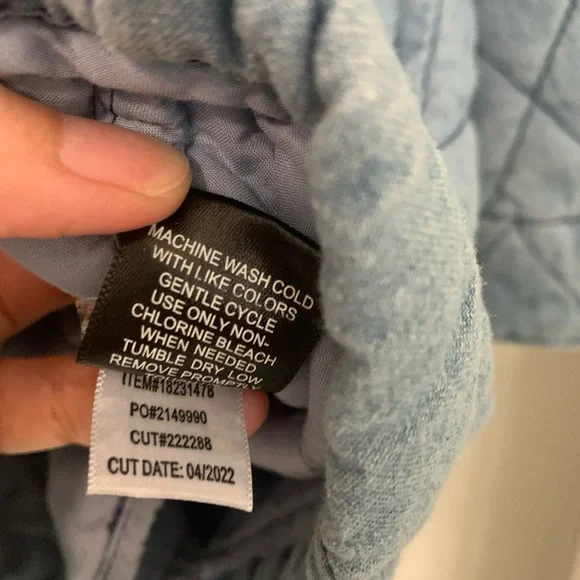 MACHINE WASH COLD
WITH LIKE COLORS
GENTLE CYCLE
USE ONLY NON-
CHLORINE BLEACH
WHEN NEEDED
TUMBLE DRY LOW
REMOVE PROMPTLY
ITEM#18231478
PO#2149990
CUT#222288
CUT DATE: 04/2022